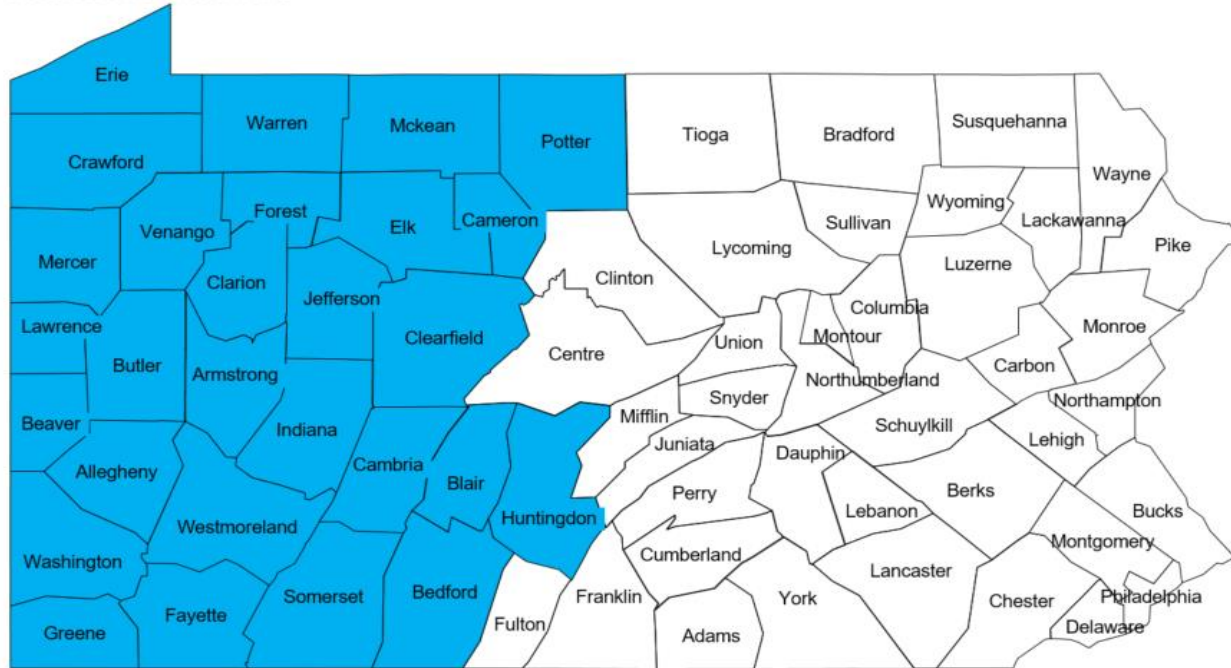 Erie
Warren
Mckean
Potter
Tioga
Bradford
Susquehanna
Crawford
Wayne
Venango
Forest
Elk
Cameron
Sullivan
Wyoming
Lackawanna
Lycoming
Pike
Mercer
Clarion
Jefferson
Clinton
Luzerne
Columbia
Lawrence
Clearfield
Montour
Monroe
Union
Centre
Butler
Armstrong
Carbon
Northumberland
Snyder
Northampton
Mifflin
Beaver
Indiana
Schuylkill
Lehigh
Juniata
Dauphin
Allegheny
Cambria
Blair
Perry
Berks
Lebanon
Bucks
Huntingdon
Westmoreland
Montgomery
Cumberland
Washington
Lancaster
Bedford
Somerset
Franklin
York
Chester
Philadelphia
Fayette
Fulton
Delaware
Greene
Adams